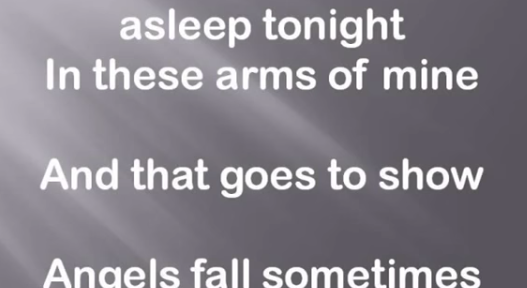 asleep tonight
In these arms of mine
And that goes to show
Angels fall sometimes